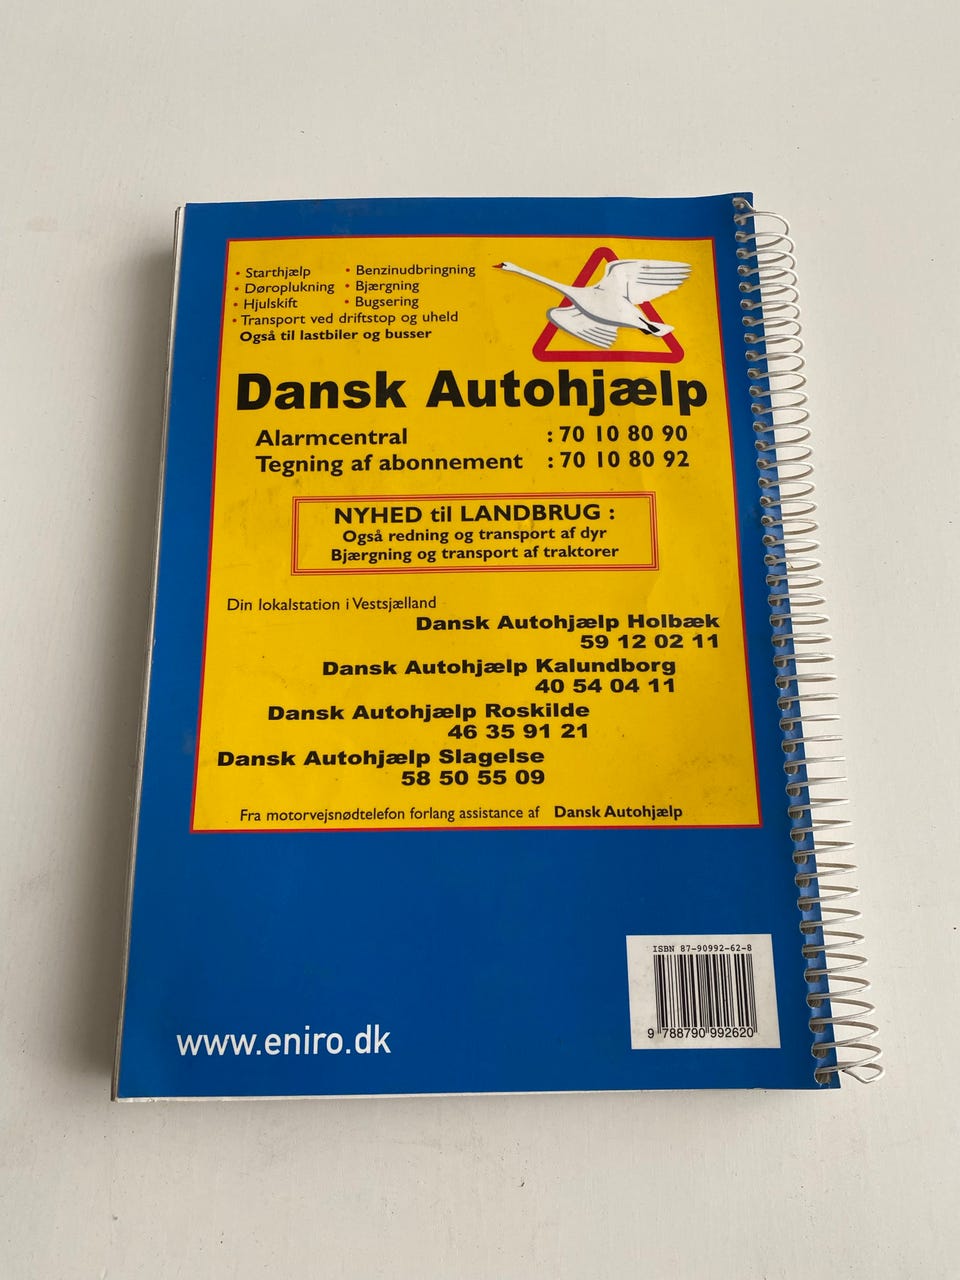 • Starthjælp • Benzinudbringning
• Døroplukning • Bjærgning
• Hjulskift • Bugsering
• Transport ved driftstop og uheld
Også til lastbiler og busser
Dansk Autohjælp
Alarmcentral : 70 10 80 90
Tegning af abonnement : 70 10 80 92
NYHED til LANDBRUG :
Også redning og transport af dyr
Bjærgning og transport af traktorer
Din lokalstation i Vestsjælland
Dansk Autohjælp Holbæk
59 12 02 11
Dansk Autohjælp Kalundborg
40 54 04 11
Dansk Autohjælp Roskilde
46 35 91 21
Dansk Autohjælp Slagelse
58 50 55 09
Fra motorvejsnødtelefon forlang assistance af Dansk Autohjælp
ISBN 87-90992-62-8
9 788790 992620
www.eniro.dk